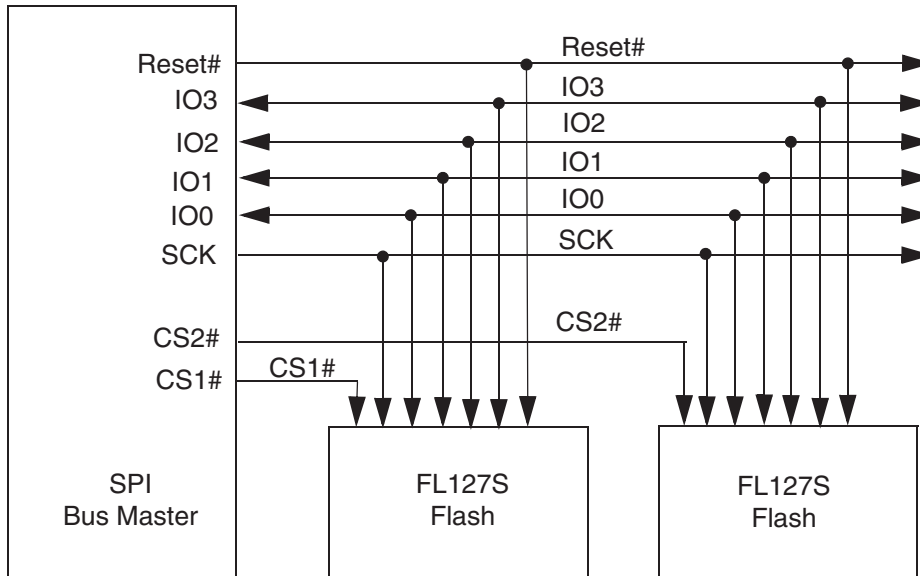 Reset#
Reset#
IO3
IO3
IO2
IO2
IO1
IO1
IO0
IO0
SCK
SCK
CS2#
CS2#
CS1#
CS1#
SPI
Bus Master
FL127S
Flash
FL127S
Flash